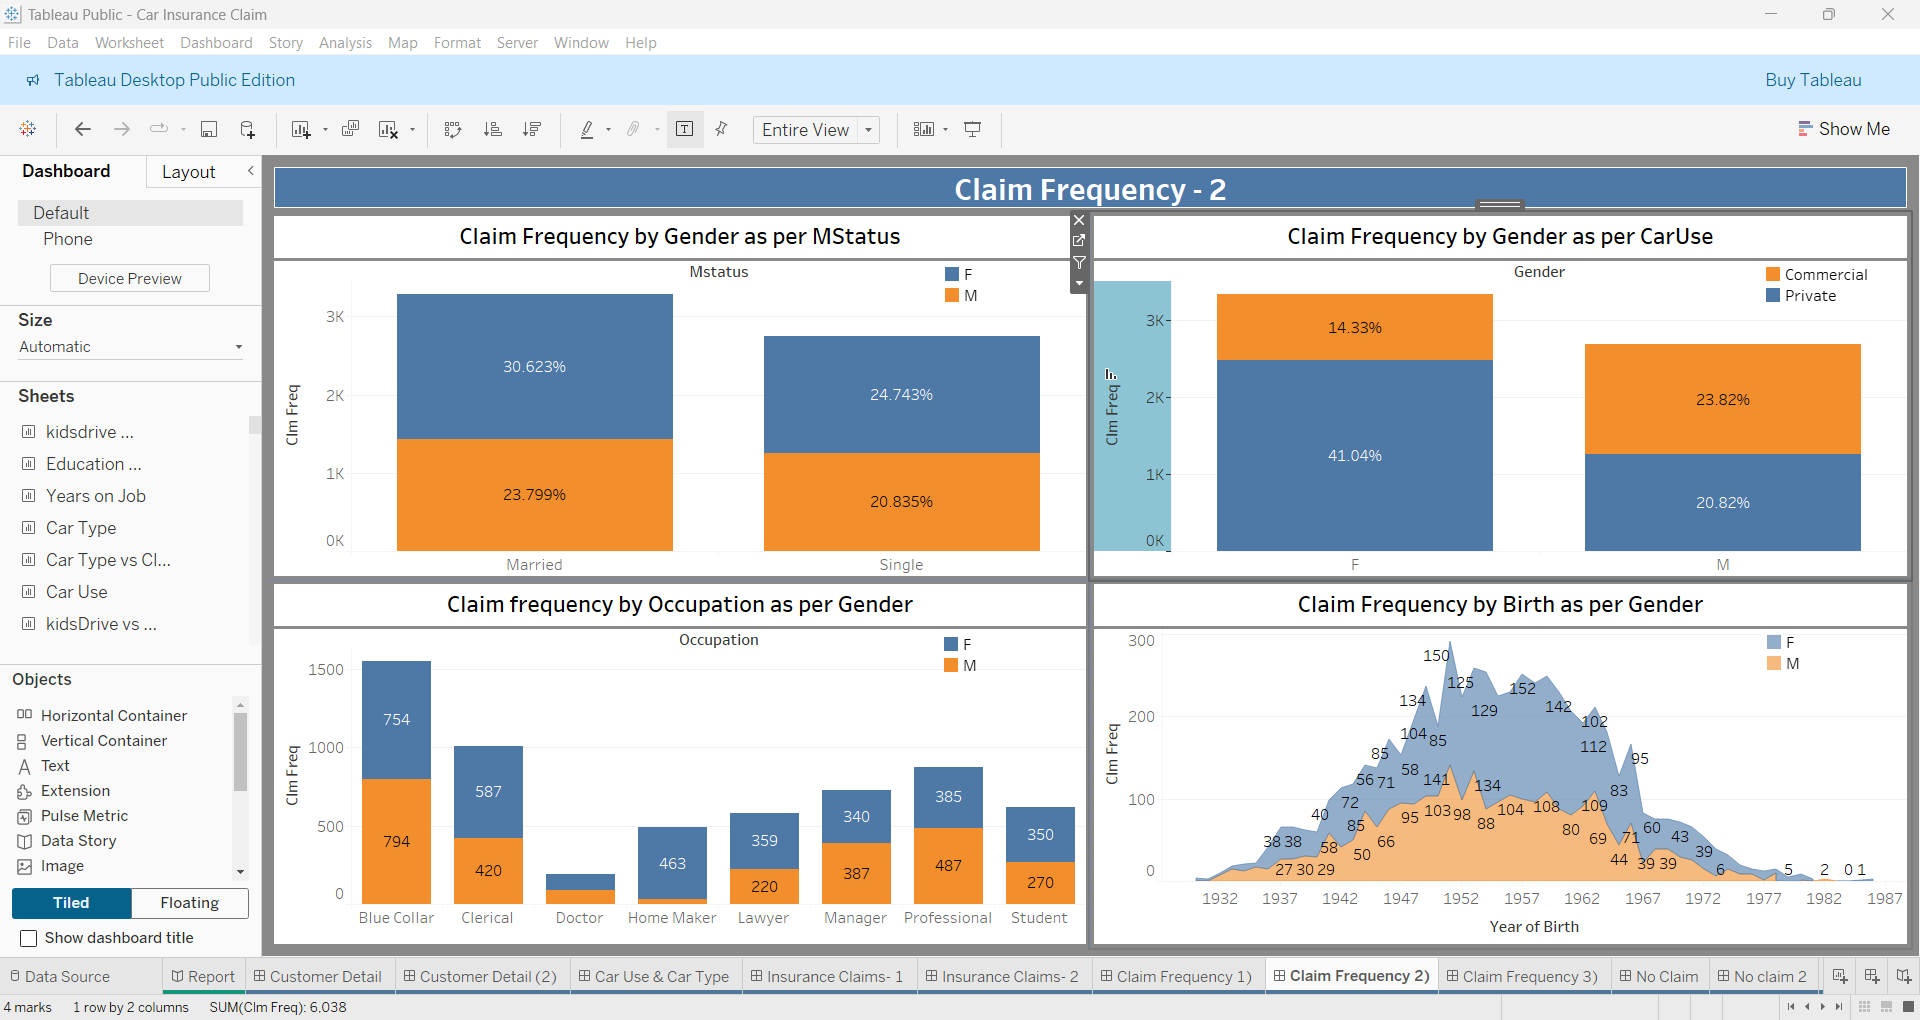 Tableau Public - Car Insurance Claim
File Data Worksheet Dashboard Story Analysis Map Format Server Window Help
Tableau Desktop Public Edition
Buy Tableau
Entire View
Show Me
Dashboard
Layout
Default
Phone
Device Preview
Size
Automatic
Sheets
kidsdrive ...
Education ...
Years on Job
Car Type
Car Type vs Cl...
Car Use
kidsDrive vs ...
Objects
Horizontal Container
Vertical Container
Text
Extension
Pulse Metric
Data Story
Image
Tiled
Floating
Show dashboard title
Claim Frequency - 2
Claim Frequency by Gender as per MStatus
Mstatus
F
M
Clm Freq
3K
2K
1K
0K
30.623%
24.743%
23.799%
20.835%
Married
Single
Claim Frequency by Gender as per CarUse
Gender
Commercial
Private
Clm Freq
3K
2K
1K
0K
14.33%
23.82%
41.04%
20.82%
F
M
Claim frequency by Occupation as per Gender
Occupation
F
M
Clm Freq
1500
1000
500
0
754
587
463
359
340
385
350
794
420
220
387
487
270
Blue Collar Clerical Doctor Home Maker Lawyer Manager Professional Student
Claim Frequency by Birth as per Gender
F
M
Clm Freq
300
200
100
0
150
125
152
134
129
142
102
104
85
112
85
95
56
71
58
141
134
83
72
40
103
98
104
108
109
85
95
88
80
71
60
43
38
38
58
66
69
39
50
44
39
39
27
30
29
6
5
2
0
1
1932 1937 1942 1947 1952 1957 1962 1967 1972 1977 1982 1987
Year of Birth
Data Source
Report
Customer Detail
Customer Detail (2)
Car Use & Car Type
Insurance Claims- 1
Insurance Claims- 2
Claim Frequency 1)
Claim Frequency 2)
Claim Frequency 3)
No Claim
No claim 2
4 marks 1 row by 2 columns SUM(Clm Freq): 6,038